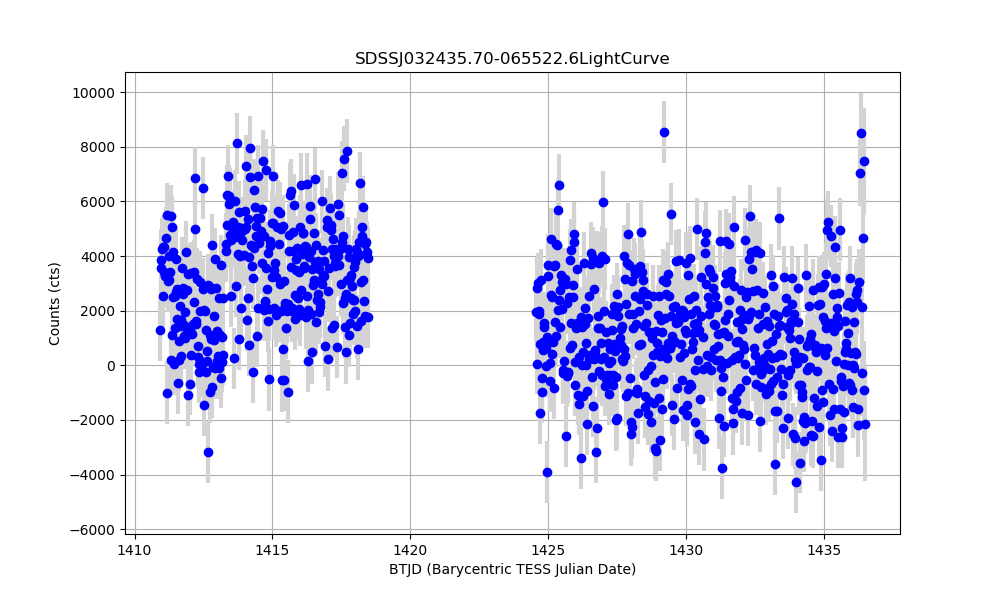 SDSSJ032435.70-065522.6LightCurve
10000
8000
6000
4000
2000
0
−2000
−4000
−6000
Counts (cts)
1410 1415 1420 1425 1430 1435
BTJD (Barycentric TESS Julian Date)